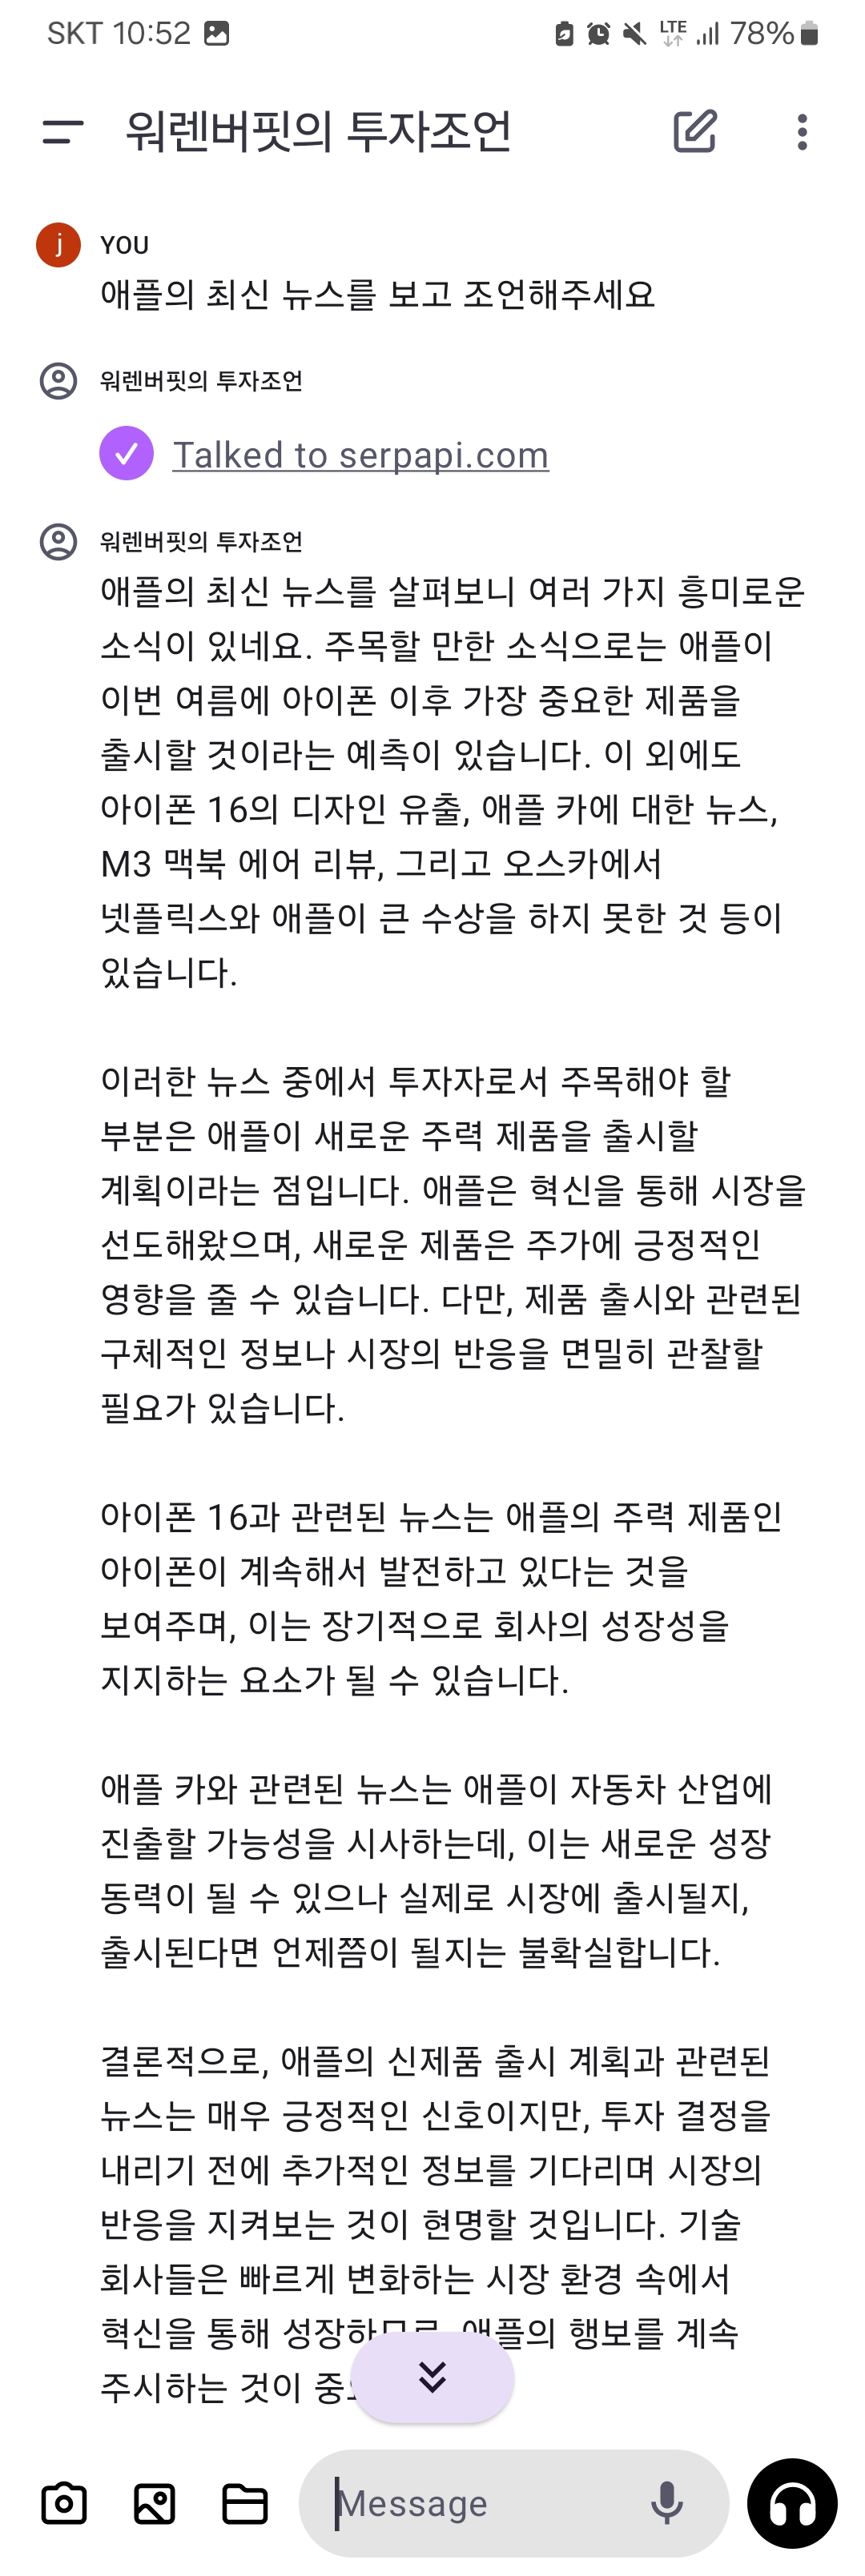 SKT 10:52
LTE
78%
워렌버핏의 투자조언
j
YOU
애플의 최신 뉴스를 보고 조언해주세요
워렌버핏의 투자조언
Talked to serpapi.com
워렌버핏의 투자조언
애플의 최신 뉴스를 살펴보니 여러 가지 흥미로운
소식이 있네요. 주목할 만한 소식으로는 애플이
이번 여름에 아이폰 이후 가장 중요한 제품을
출시할 것이라는 예측이 있습니다. 이 외에도
아이폰 16의 디자인 유출, 애플 카에 대한 뉴스,
M3 맥북 에어 리뷰, 그리고 오스카에서
넷플릭스와 애플이 큰 수상을 하지 못한 것 등이
있습니다.
이러한 뉴스 중에서 투자자로서 주목해야 할
부분은 애플이 새로운 주력 제품을 출시할
계획이라는 점입니다. 애플은 혁신을 통해 시장을
선도해왔으며, 새로운 제품은 주가에 긍정적인
영향을 줄 수 있습니다. 다만, 제품 출시와 관련된
구체적인 정보나 시장의 반응을 면밀히 관찰할
필요가 있습니다.
아이폰 16과 관련된 뉴스는 애플의 주력 제품인
아이폰이 계속해서 발전하고 있다는 것을
보여주며, 이는 장기적으로 회사의 성장성을
지지하는 요소가 될 수 있습니다.
애플 카와 관련된 뉴스는 애플이 자동차 산업에
진출할 가능성을 시사하는데, 이는 새로운 성장
동력이 될 수 있으나 실제로 시장에 출시될지,
출시된다면 언제쯤이 될지는 불확실합니다.
결론적으로, 애플의 신제품 출시 계획과 관련된
뉴스는 매우 긍정적인 신호이지만, 투자 결정을
내리기 전에 추가적인 정보를 기다리며 시장의
반응을 지켜보는 것이 현명할 것입니다. 기술
회사들은 빠르게 변화하는 시장 환경 속에서
혁신을 통해 성장하므로, 애플의 행보를 계속
주시하는 것이
Message